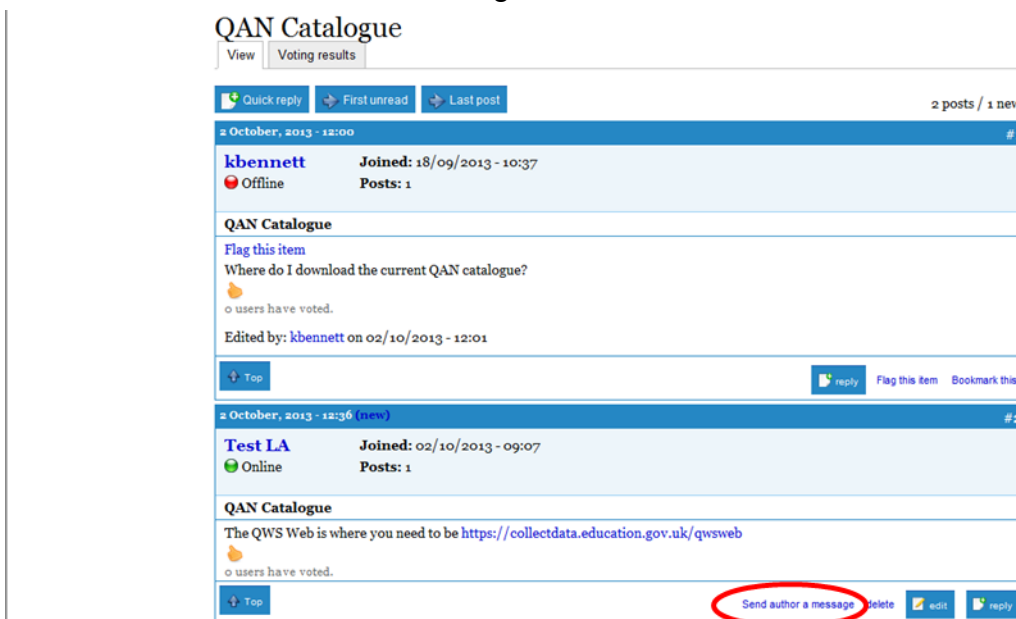 QAN Catalogue
View Voting results
Quick reply First unread Last post
2 posts / 1 new
2 October, 2013 - 12:00 #
kbennett Joined: 18/09/2013 - 10:37
Offline Posts: 1
QAN Catalogue
Flag this item
Where do I download the current QAN catalogue?
0 users have voted.
Edited by: kbennett on 02/10/2013 - 12:01
Top reply Flag this item Bookmark this
2 October, 2013 - 12:36 (new) #2
Test LA Joined: 02/10/2013 - 09:07
Online Posts: 1
QAN Catalogue
The QWS Web is where you need to be https://collectdata.education.gov.uk/qwsweb
0 users have voted.
Top Send author a message delete edit reply